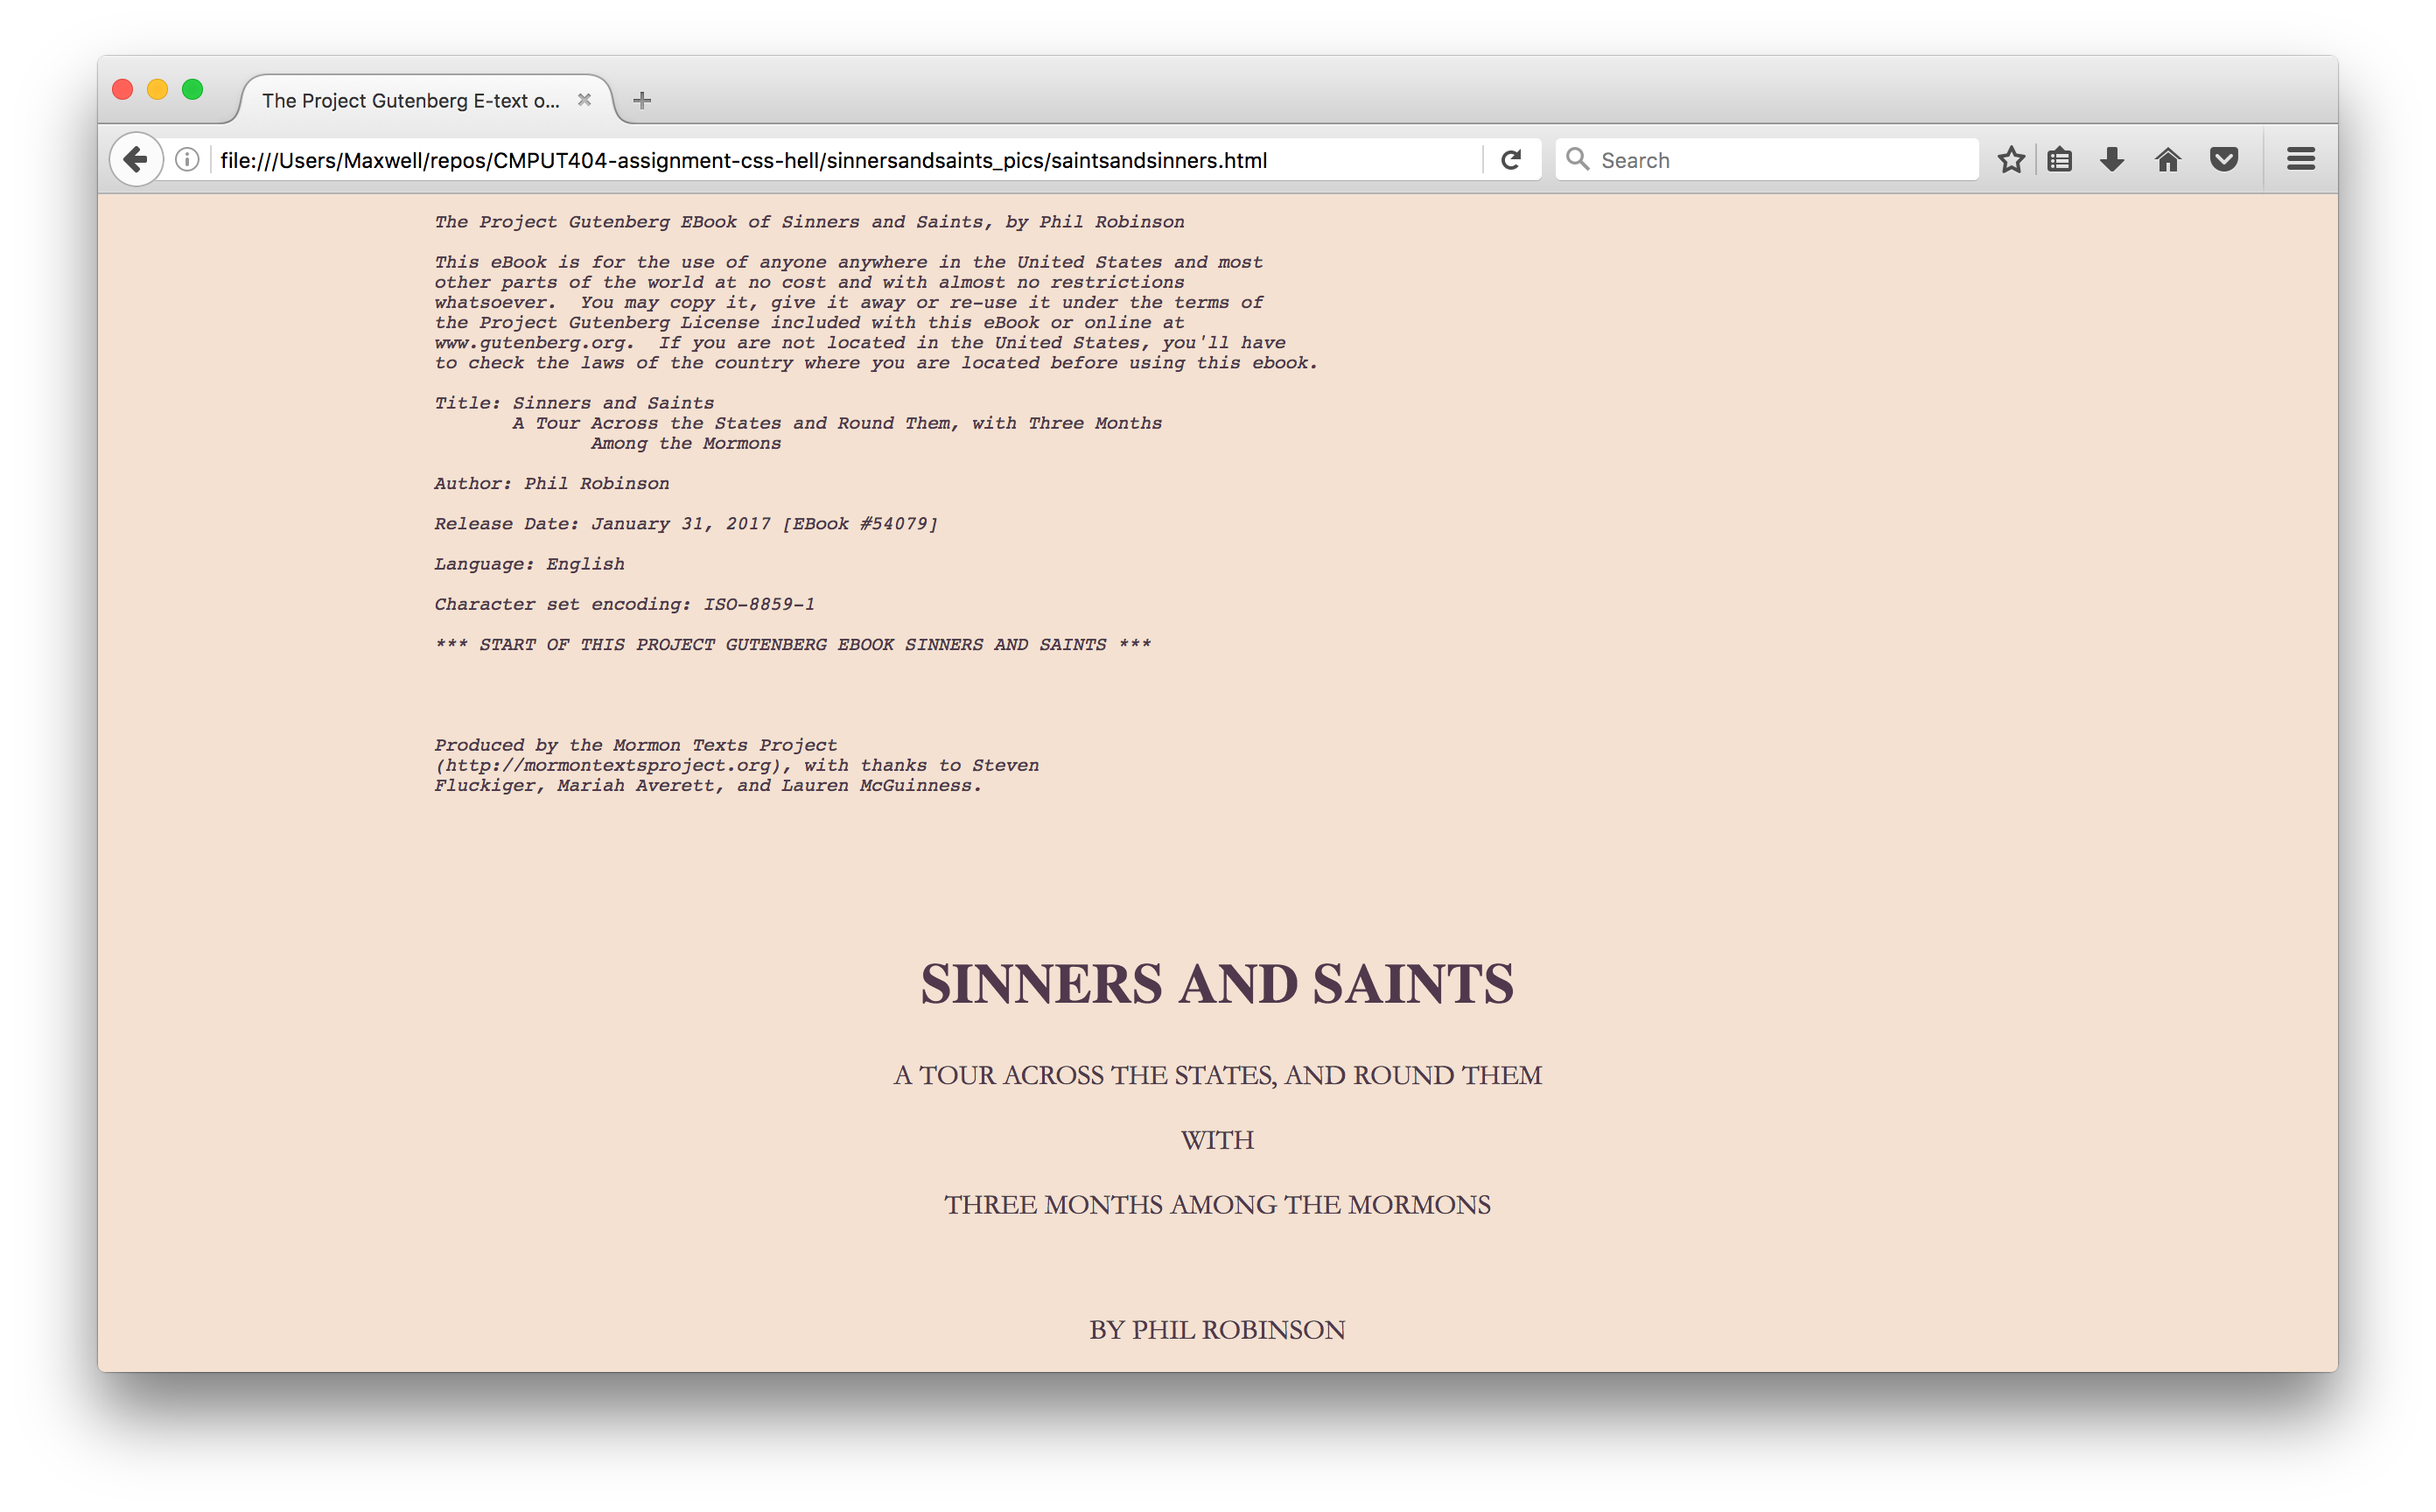 The Project Gutenberg E-text o...
file:///Users/Maxwell/repos/CMPUT404-assignment-css-hell/sinnersandsaints_pics/saintsandsinners.html
Search
The Project Gutenberg EBook of Sinners and Saints, by Phil Robinson
This eBook is for the use of anyone anywhere in the United States and most
other parts of the world at no cost and with almost no restrictions
whatsoever.  You may copy it, give it away or re-use it under the terms of
the Project Gutenberg License included with this eBook or online at
www.gutenberg.org.  If you are not located in the United States, you'll have
to check the laws of the country where you are located before using this ebook.
Title: Sinners and Saints
A Tour Across the States and Round Them, with Three Months
Among the Mormons
Author: Phil Robinson
Release Date: January 31, 2017 [EBook #54079]
Language: English
Character set encoding: ISO-8859-1
*** START OF THIS PROJECT GUTENBERG EBOOK SINNERS AND SAINTS ***
Produced by the Mormon Texts Project
(http://mormontextsproject.org), with thanks to Steven
Fluckiger, Mariah Averett, and Lauren McGuinness.
SINNERS AND SAINTS
A TOUR ACROSS THE STATES, AND ROUND THEM
WITH
THREE MONTHS AMONG THE MORMONS
BY PHIL ROBINSON